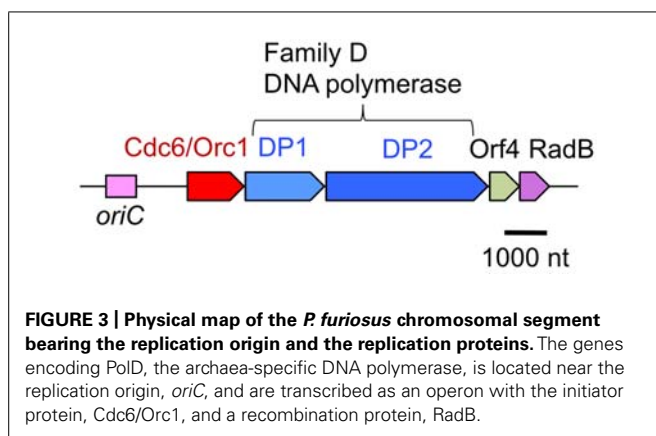 Family D
DNA polymerase
Cdc6/Orc1 DP1 DP2 Orf4 RadB
oriC
1000 nt
FIGURE 3 | Physical map of the P. furiosus chromosomal segment
bearing the replication origin and the replication proteins. The genes
encoding PolD, the archaea-specific DNA polymerase, is located near the
replication origin, oriC, and are transcribed as an operon with the initiator
protein, Cdc6/Orc1, and a recombination protein, RadB.